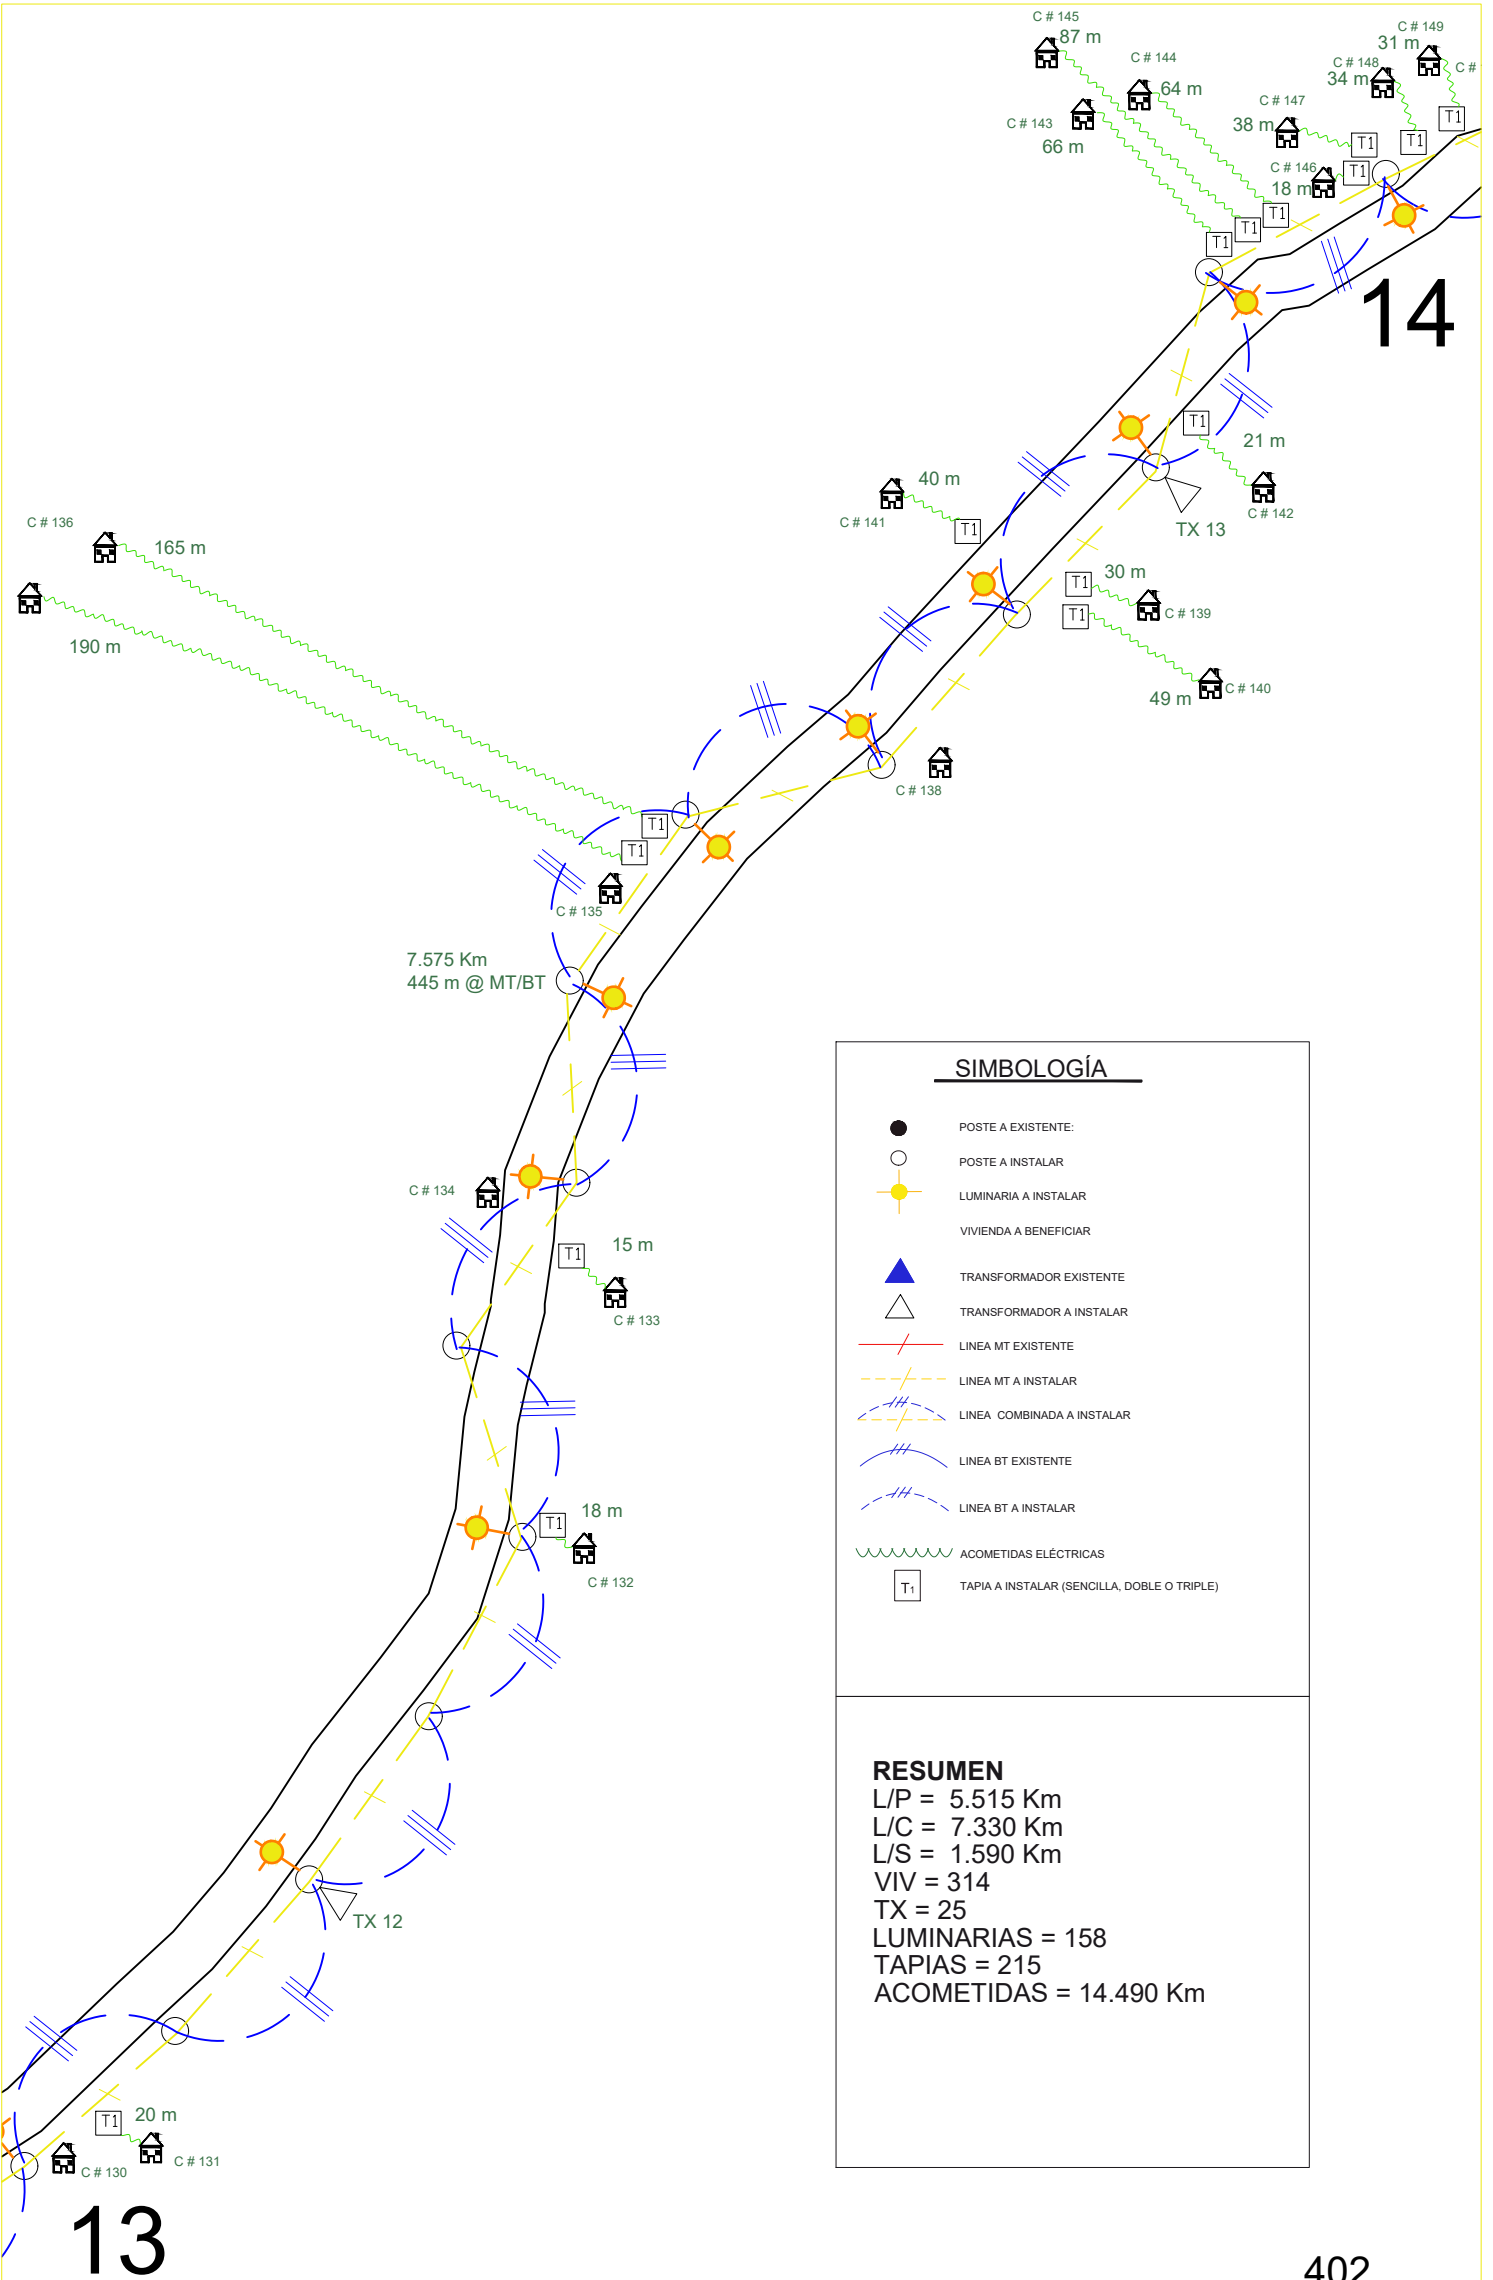 C # 145
87 m
C # 144
64 m
C # 143
66 m
C # 149
31 m
C # 148
34 m
C #
C # 147
38 m
C # 146
18 m
T1
T1
T1
T1
T1
T1
T1
T1
14
T1
21 m
C # 142
TX 13
40 m
C # 141
T1
C # 136
165 m
190 m
T1
30 m
C # 139
T1
49 m
C # 140
C # 138
T1
T1
C # 135
7.575 Km
445 m @ MT/BT
C # 134
T1
15 m
C # 133
T1
18 m
C # 132
TX 12
T1
20 m
C # 131
C # 130
13
SIMBOLOGÍA
POSTE A EXISTENTE:
POSTE A INSTALAR
LUMINARIA A INSTALAR
VIVIENDA A BENEFICIAR
TRANSFORMADOR EXISTENTE
TRANSFORMADOR A INSTALAR
LINEA MT EXISTENTE
LINEA MT A INSTALAR
LINEA COMBINADA A INSTALAR
LINEA BT EXISTENTE
LINEA BT A INSTALAR
ACOMETIDAS ELÉCTRICAS
T1 TAPIA A INSTALAR (SENCILLA, DOBLE O TRIPLE)
RESUMEN
L/P = 5.515 Km
L/C = 7.330 Km
L/S = 1.590 Km
VIV = 314
TX = 25
LUMINARIAS = 158
TAPIAS = 215
ACOMETIDAS = 14.490 Km
402